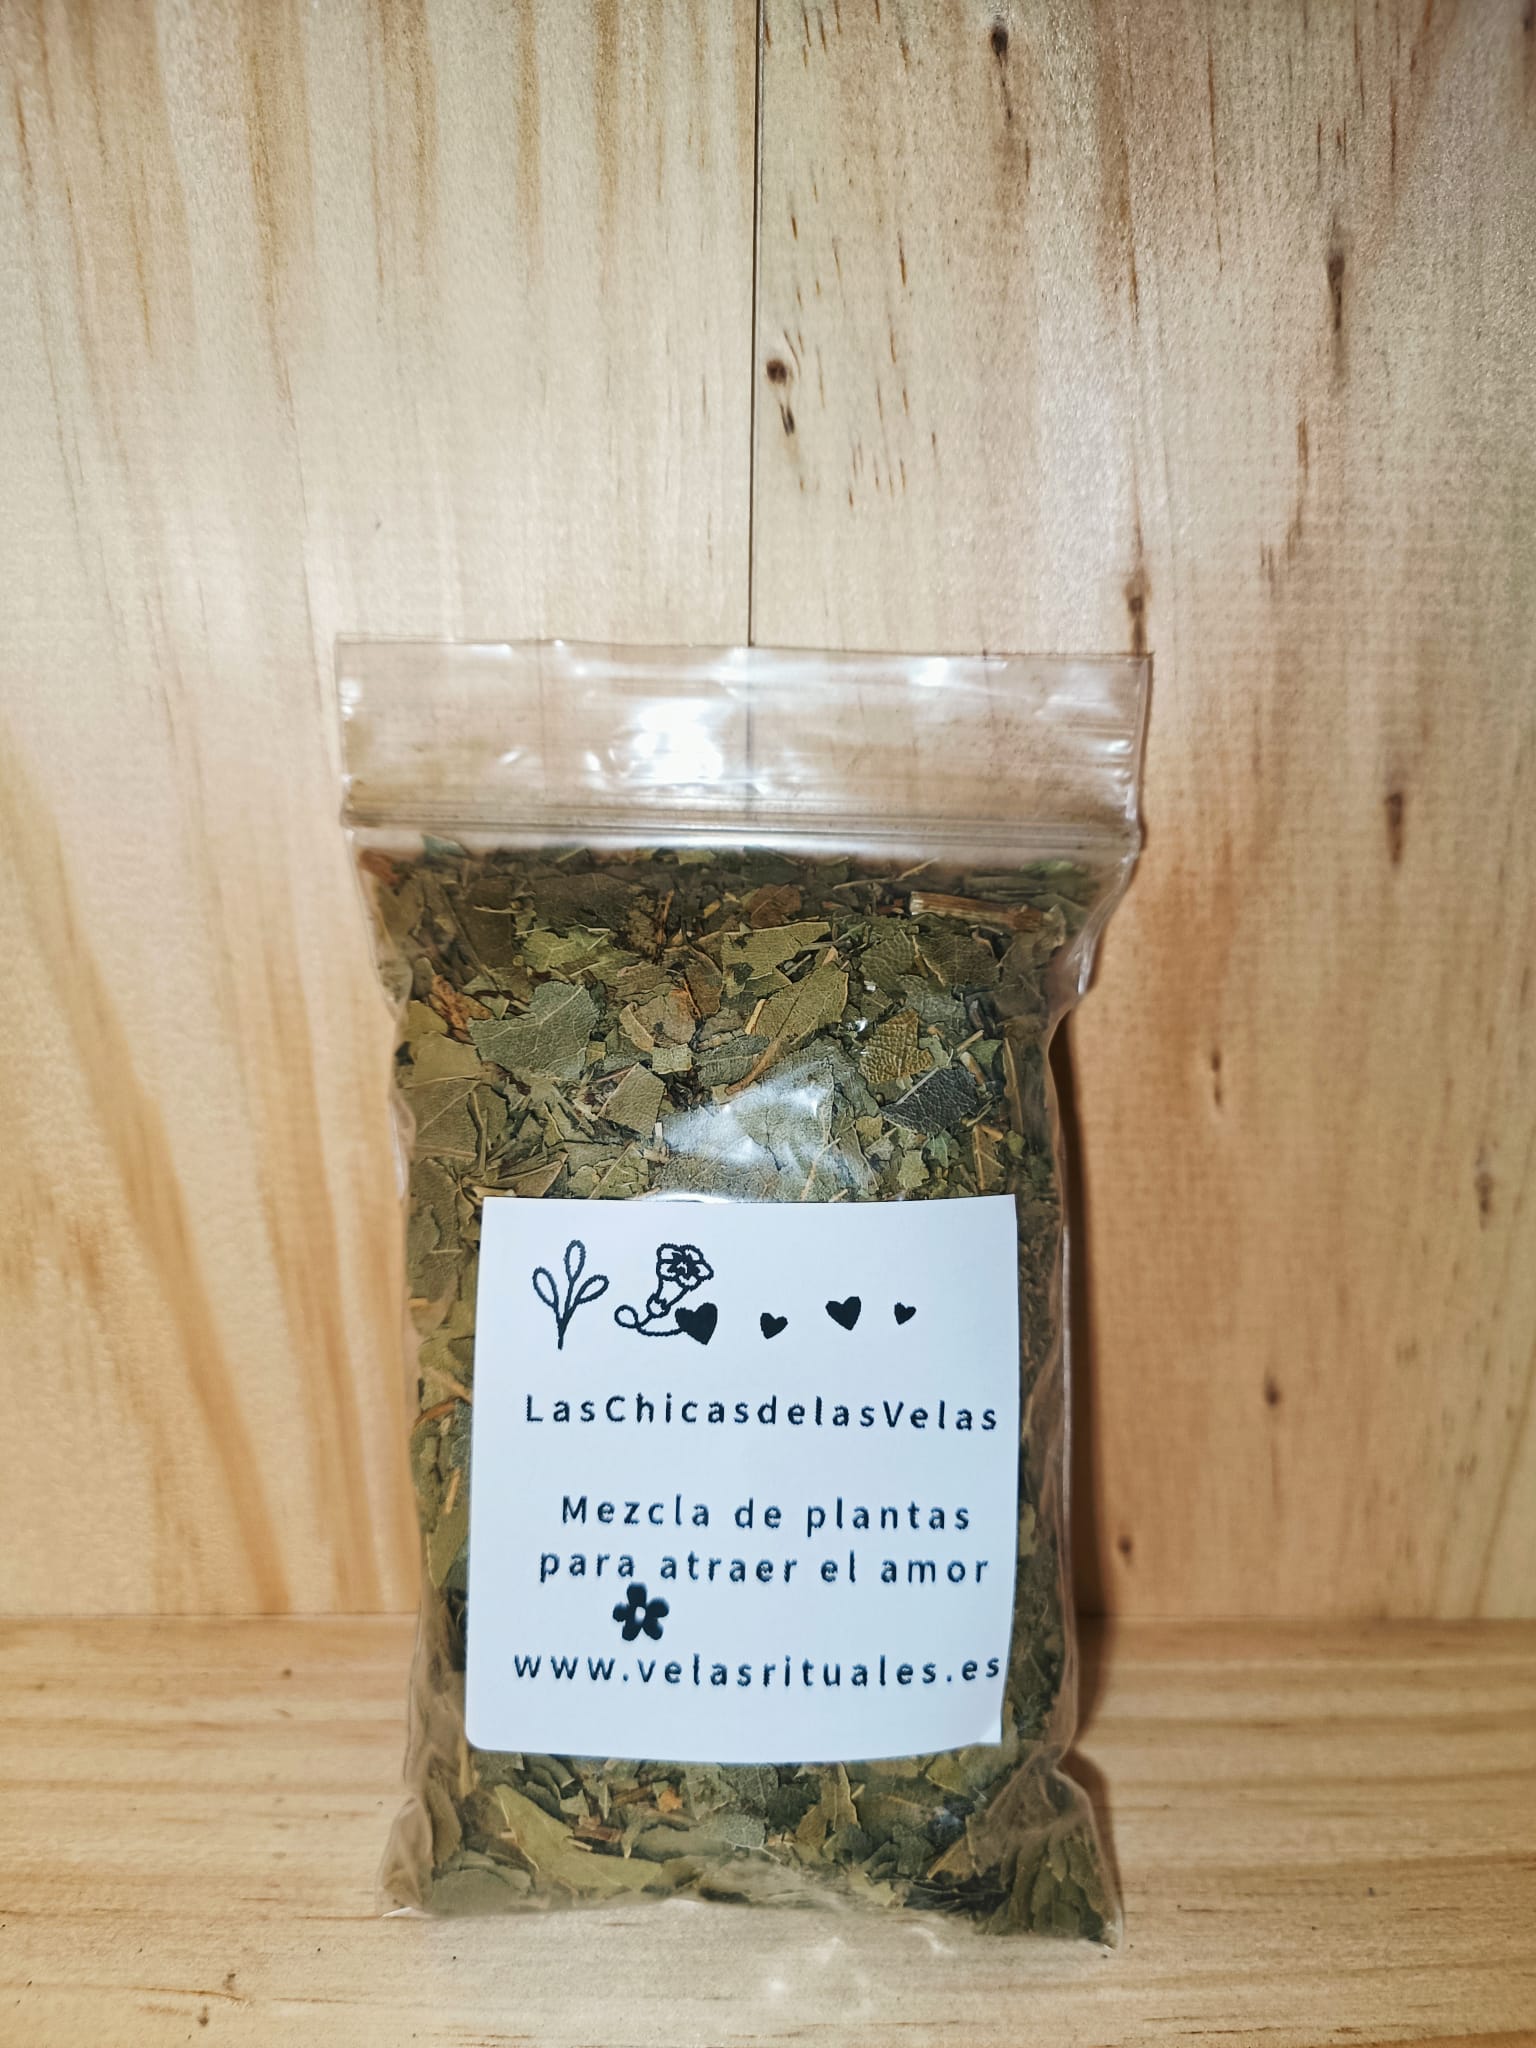 LasChicasdelasVelas
Mezcla de plantas
para atraer el amor
www.velasrituales.es